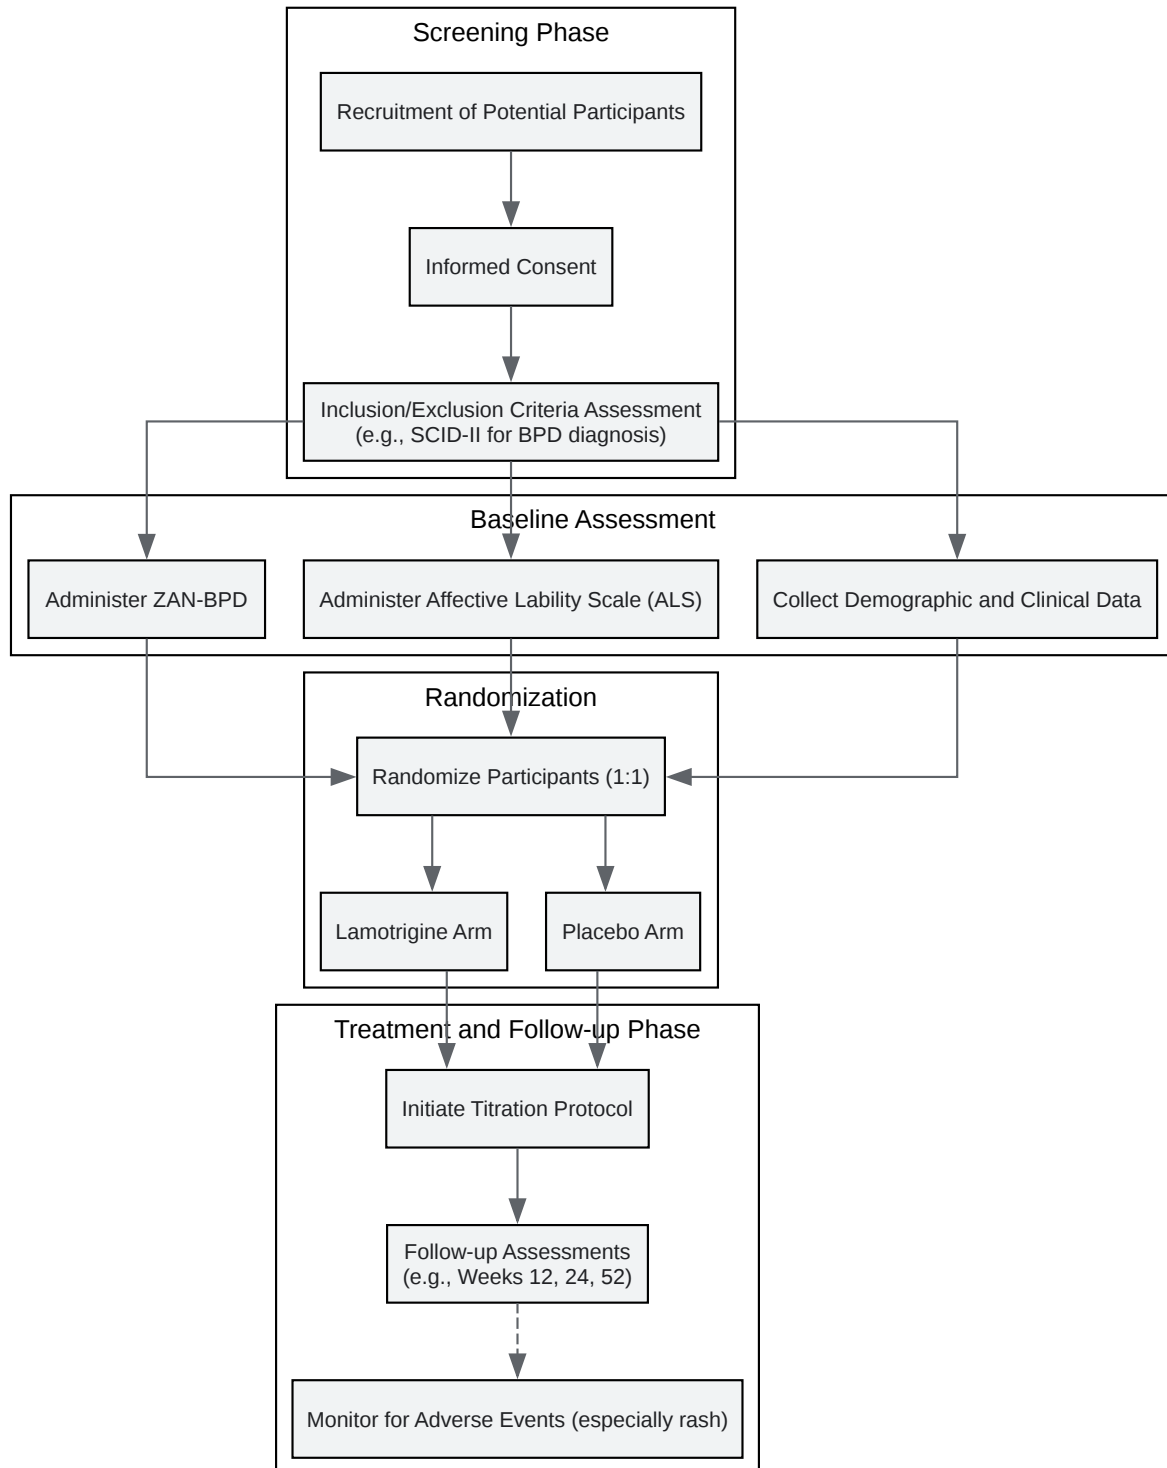 Screening Phase
Recruitment of Potential Participants
Informed Consent
Inclusion/Exclusion Criteria Assessment
(e.g., SCID-II for BPD diagnosis)
Baseline Assessment
Administer ZAN-BPD
Administer Affective Lability Scale (ALS)
Collect Demographic and Clinical Data
Randomization
Randomize Participants (1:1)
Lamotrigine Arm
Placebo Arm
Treatment and Follow-up Phase
Initiate Titration Protocol
Follow-up Assessments
(e.g., Weeks 12, 24, 52)
Monitor for Adverse Events (especially rash)